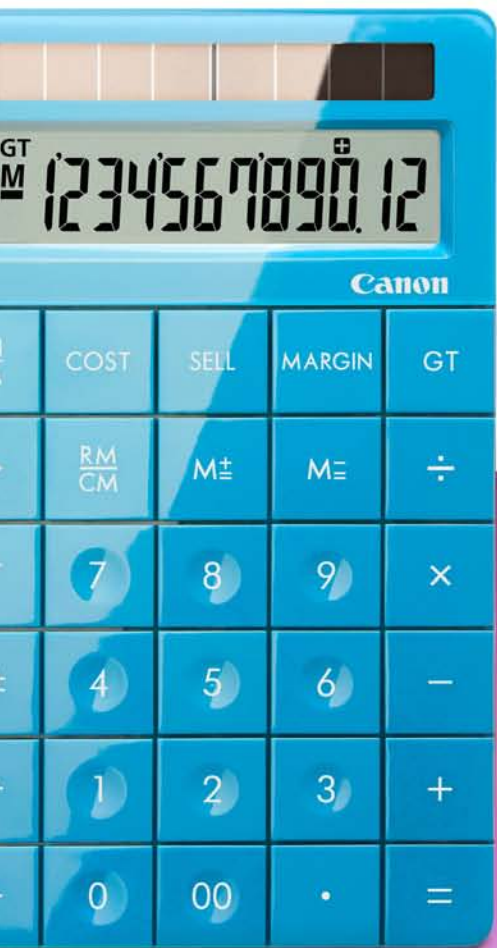 GT
M 1'234'567'890.12
Canon
COST SELL MARGIN GT
RM
CM M± M= ÷
7 8 9 ×
4 5 6 −
1 2 3 +
0 00 · =